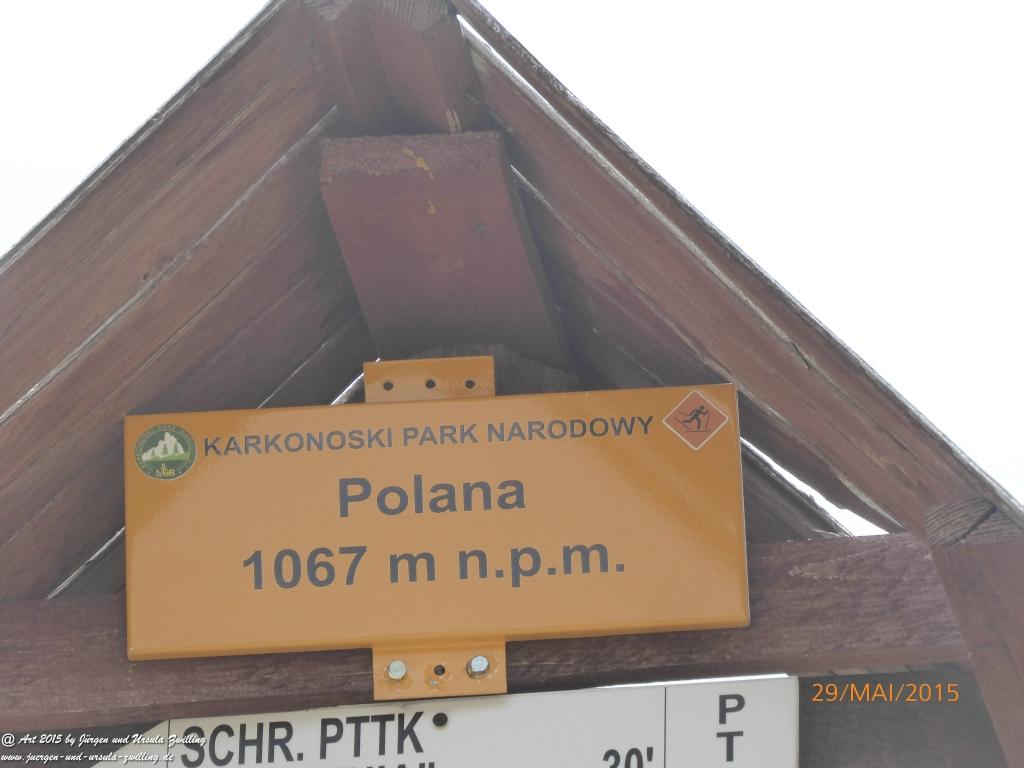 KARKONOSKI PARK NARODOWY
Polana
1067 m n.p.m.
29/MAI/2015
SCHR. PTTK
30'
P
T
@ Art 2015 by Jürgen und Ursula Zwilling
www.juergen-und-ursula-zwilling.de